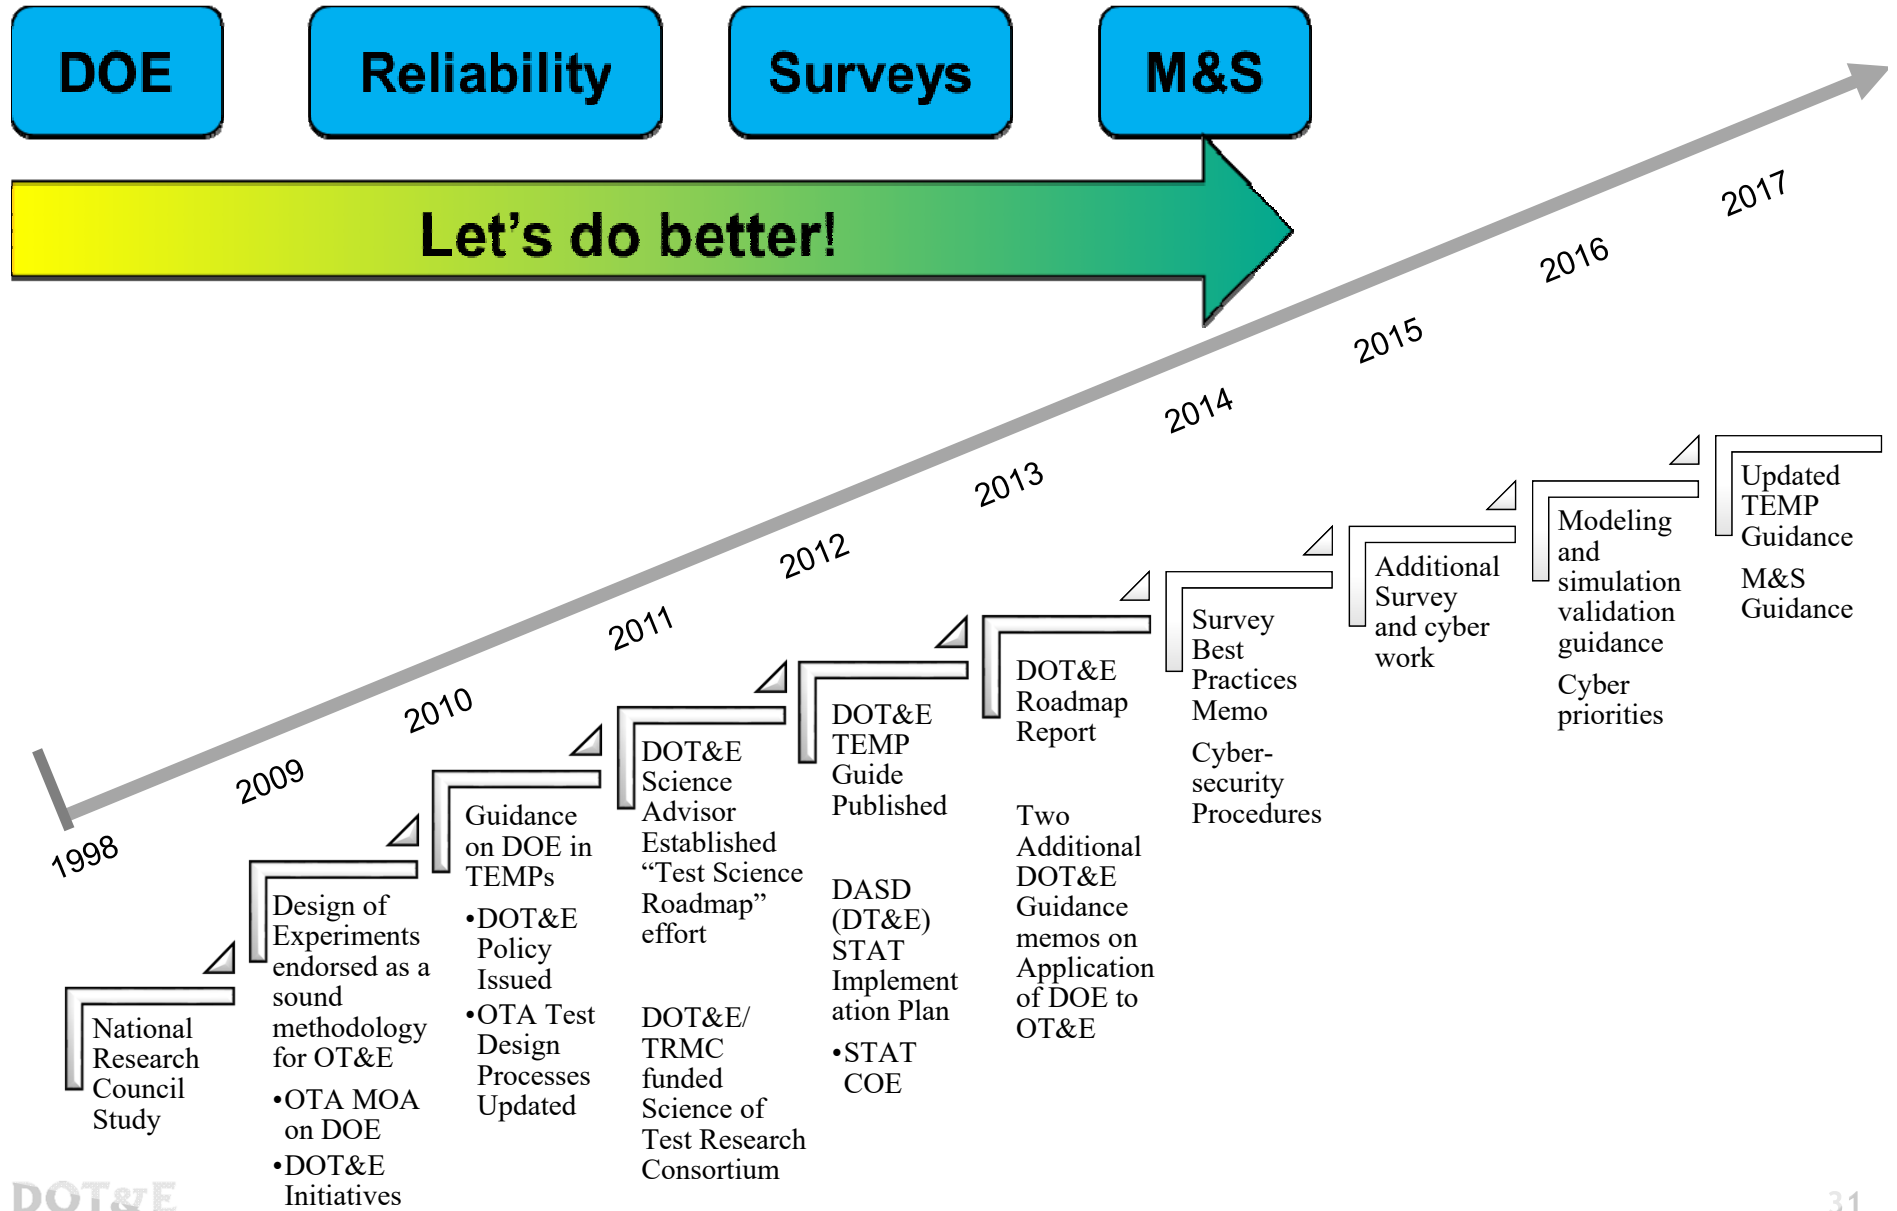 DOE
Reliability
Surveys
M&S
Let's do better!
1998
2009
2010
2011
2012
2013
2014
2015
2016
2017
National
Research
Council
Study
Design of
Experiments
endorsed as a
sound
methodology
for OT&E
•OTA MOA
on DOE
•DOT&E
Initiatives
Guidance
on DOE in
TEMPs
•DOT&E
Policy
Issued
•OTA Test
Design
Processes
Updated
DOT&E
Science
Advisor
Established
“Test Science
Roadmap”
effort
DOT&E/
TRMC
funded
Science of
Test Research
Consortium
DOT&E
TEMP
Guide
Published
DASD
(DT&E)
STAT
Implement
ation Plan
•STAT
COE
DOT&E
Roadmap
Report
Two
Additional
DOT&E
Guidance
memos on
Application
of DOE to
OT&E
Survey
Best
Practices
Memo
Cyber-
security
Procedures
Additional
Survey
and cyber
work
Modeling
and
simulation
validation
guidance
Cyber
priorities
Updated
TEMP
Guidance
M&S
Guidance
DOT&E
31